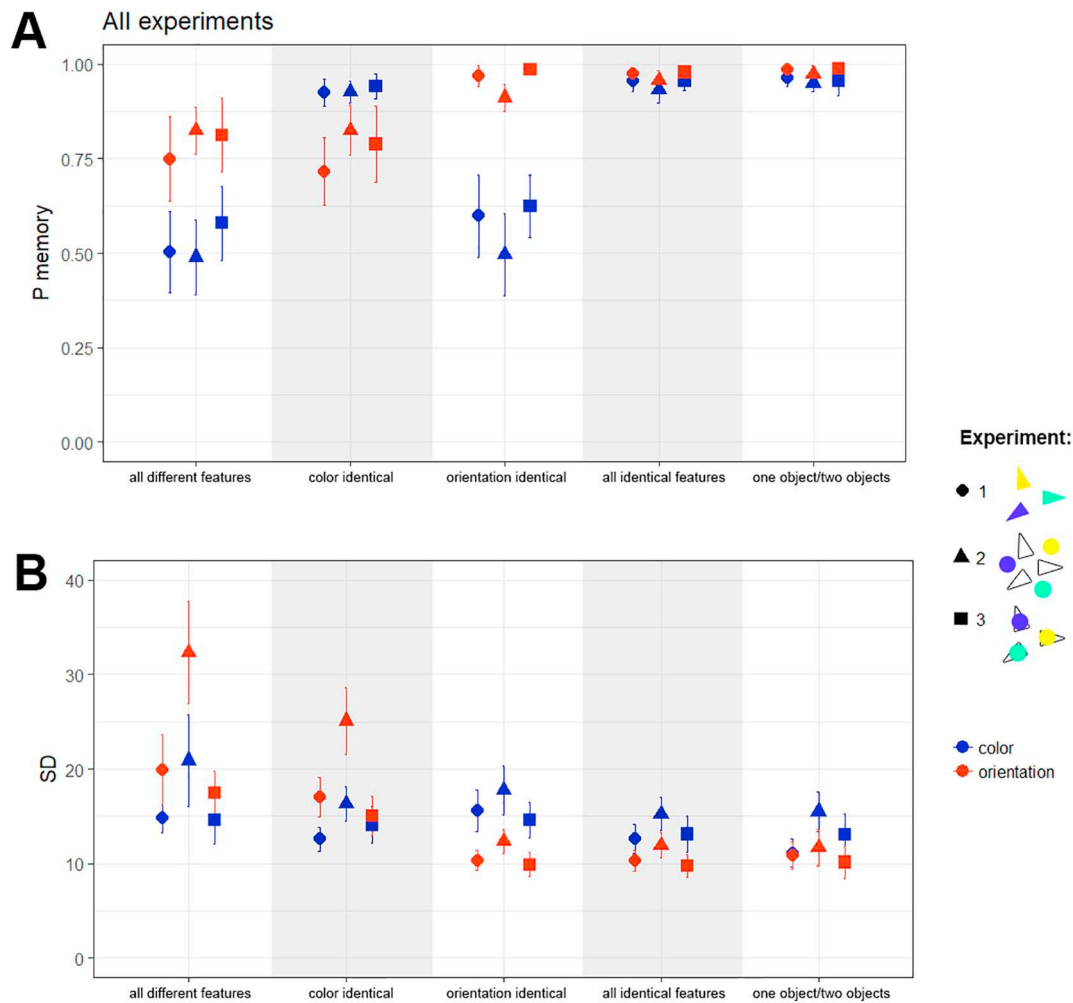 A
All experiments
P memory
1.00
0.75
0.50
0.25
0.00
all different features
color identical
orientation identical
all identical features
one object/two objects
Experiment:
1
2
3
color
orientation
B
SD
40
30
20
10
0
all different features
color identical
orientation identical
all identical features
one object/two objects